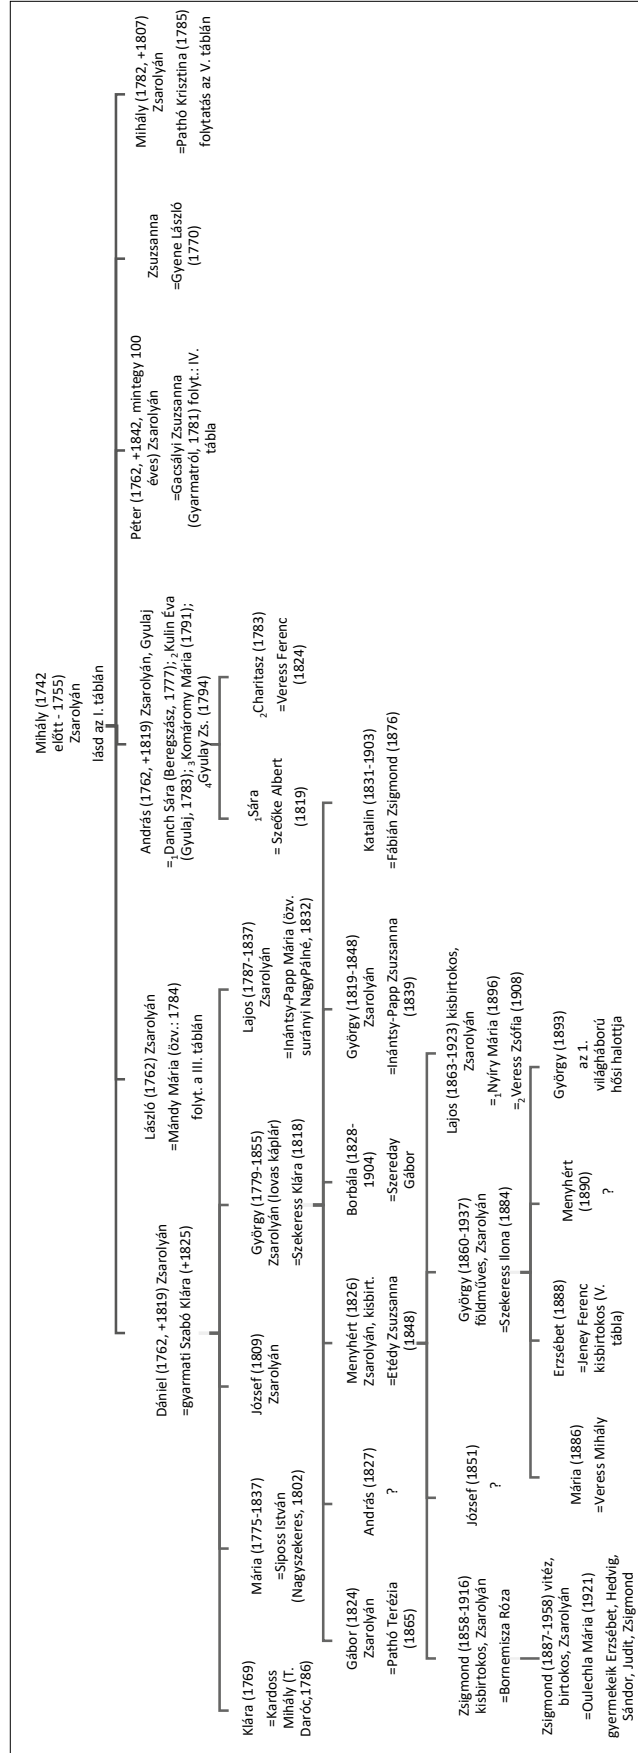 Mihály (1742
előtt - 1755)
Zsarolyán
lásd az I. táblán
Dániel (1762, +1819) Zsarolyán
=gyarmati Szabó Klára (+1825)
László (1762) Zsarolyán
=Mándy Mária (özv.: 1784)
folyt. a III. táblán
András (1762, +1819) Zsarolyán, Gyulaj
=₁Danch Sára (Beregszász, 1777); ₂Kulin Éva
(Gyulaj, 1783); ₃Komáromy Mária (1791);
₄Gyulay Zs. (1794)
Péter (1762, +1842, mintegy 100
éves) Zsarolyán
=Gacsályi Zsuzsanna
(Gyarmatról, 1781) folyt.: IV.
tábla
Zsuzsanna
=Gyene László
(1770)
Mihály (1782, +1807)
Zsarolyán
=Pathó Krisztina (1785)
folytatás az V. táblán
Klára (1769)
=Kardoss
Mihály (T.
Daróc,1786)
Mária (1775-1837)
=Siposs István
(Nagyszekeres, 1802)
József (1809)
Zsarolyán
György (1779-1855)
Zsarolyán (lovas káplár)
=Szekeress Klára (1818)
Lajos (1787-1837)
Zsarolyán
=Inántsy-Papp Mária (özv.
surányi NagyPálné, 1832)
₁Sára
= Szeőke Albert
(1819)
₂Charitasz (1783)
=Veress Ferenc
(1824)
Gábor (1824)
Zsarolyán
=Pathó Terézia
(1865)
András (1827)
?
Menyhért (1826)
Zsarolyán, kisbirt.
=Etédy Zsuzsanna
(1848)
Borbála (1828-
1904)
=Szereday
Gábor
György (1819-1848)
Zsarolyán
=Inántsy-Papp Zsuzsanna
(1839)
Katalin (1831-1903)
=Fábián Zsigmond (1876)
Zsigmond (1858-1916)
kisbirtokos, Zsarolyán
=Bornemisza Róza
József (1851)
?
György (1860-1937)
földműves, Zsarolyán
=Szekeress Ilona (1884)
Lajos (1863-1923) kisbirtokos,
Zsarolyán
=₁Nyíry Mária (1896)
=₂Veress Zsófia (1908)
Zsigmond (1887-1958) vitéz,
birtokos, Zsarolyán
=Oulechla Mária (1921)
gyermekeik Erzsébet, Hedvig,
Sándor, Judit, Zsigmond
Mária (1886)
=Veress Mihály
Erzsébet (1888)
=Jeney Ferenc
kisbirtokos (V.
tábla)
Menyhért
(1890)
?
György (1893)
az 1.
világháború
hősi halottja